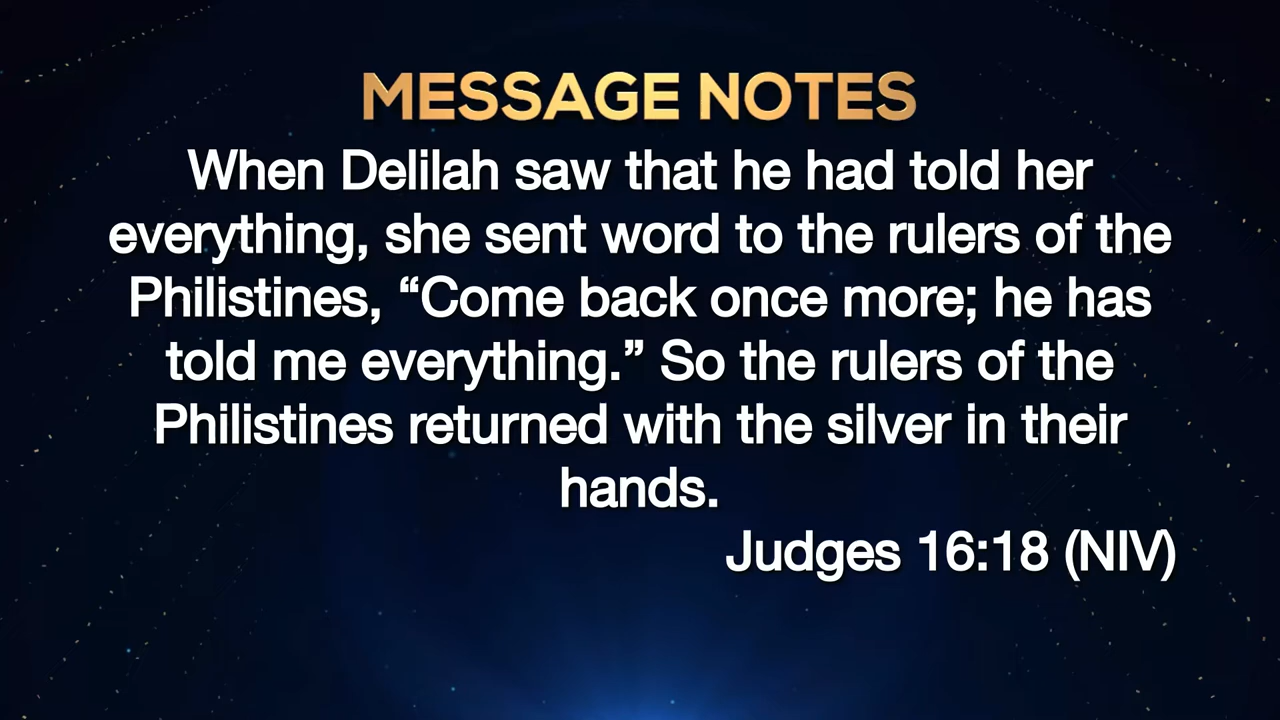 MESSAGE NOTES
When Delilah saw that he had told her
everything, she sent word to the rulers of the
Philistines, “Come back once more; he has
told me everything.” So the rulers of the
Philistines returned with the silver in their
hands.
Judges 16:18 (NIV)